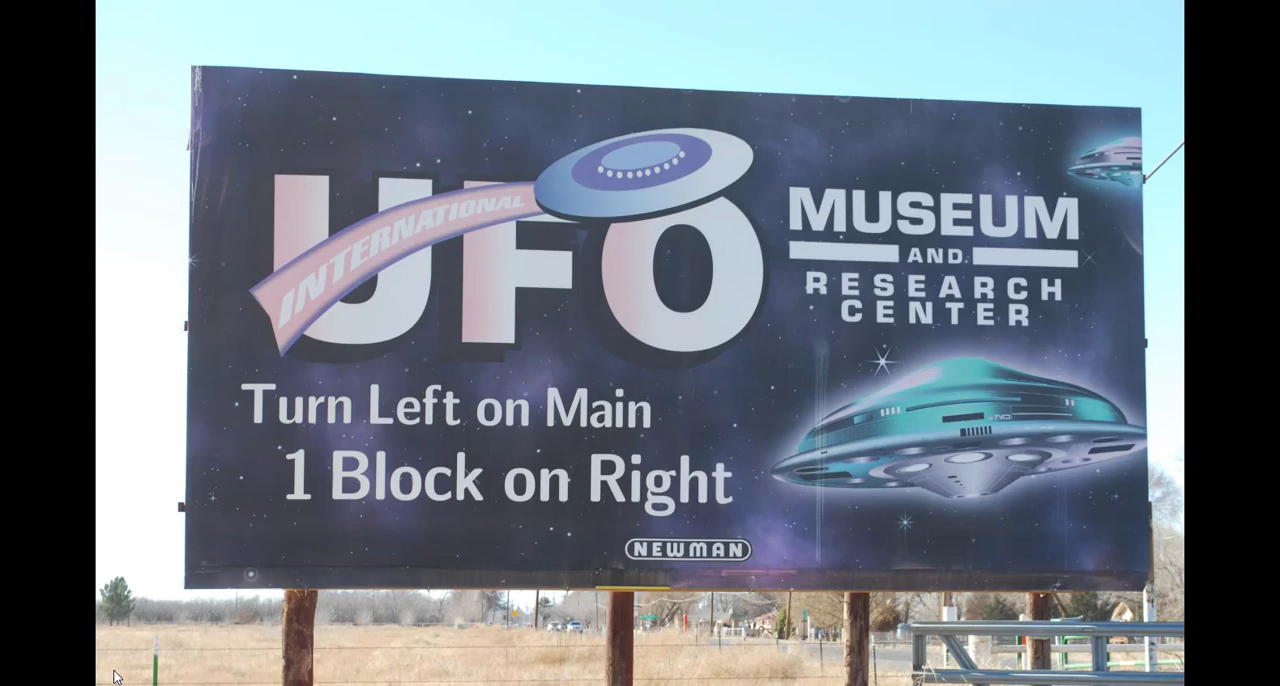 INTERNATIONAL
UFO
MUSEUM
AND
RESEARCH
CENTER
Turn Left on Main
1 Block on Right
NEWMAN